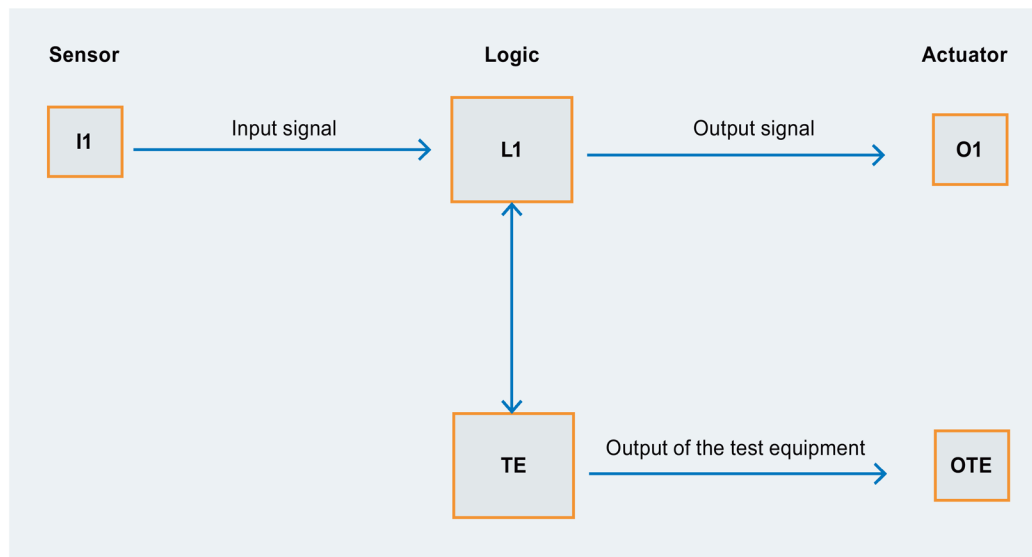 Sensor
Logic
Actuator
I1
Input signal
L1
Output signal
O1
TE
Output of the test equipment
OTE